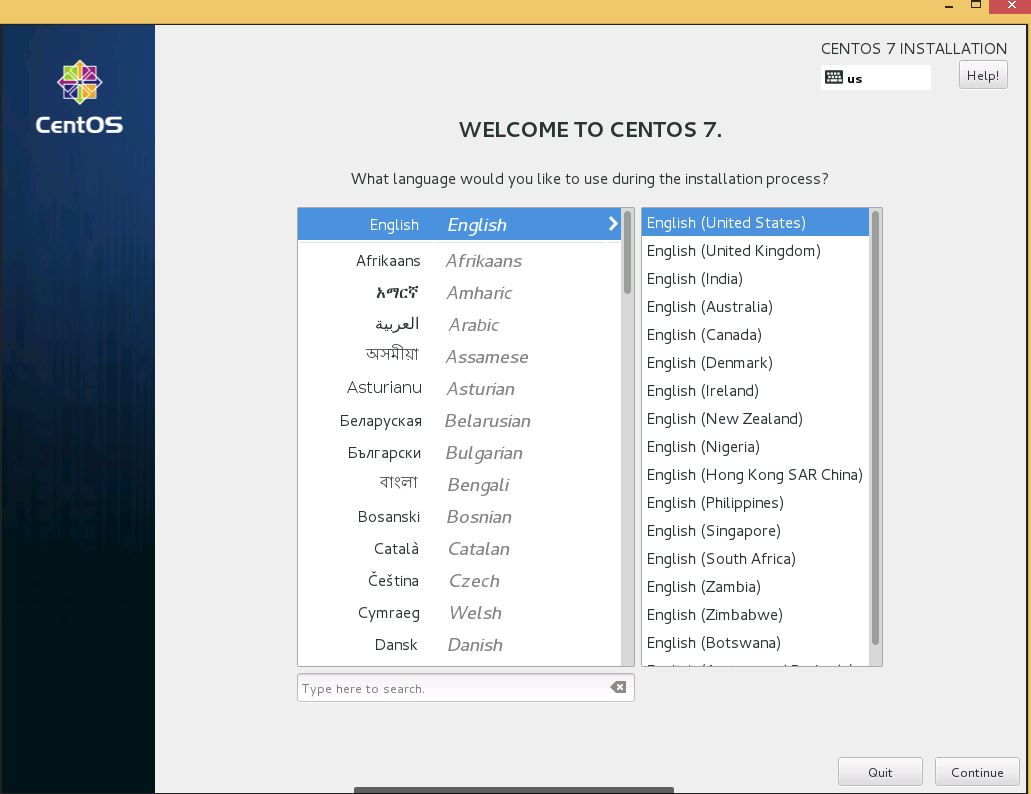 CENTOS 7 INSTALLATION
us
Help!
CentOS
WELCOME TO CENTOS 7.
What language would you like to use during the installation process?
English English
Afrikaans Afrikaans
አማርኛ Amharic
العربية Arabic
অসমীয়া Assamese
Asturianu Asturian
Беларуская Belarusian
Български Bulgarian
বাংলা Bengali
Bosanski Bosnian
Català Catalan
Čeština Czech
Cymraeg Welsh
Dansk Danish
English (United States)
English (United Kingdom)
English (India)
English (Australia)
English (Canada)
English (Denmark)
English (Ireland)
English (New Zealand)
English (Nigeria)
English (Hong Kong SAR China)
English (Philippines)
English (Singapore)
English (South Africa)
English (Zambia)
English (Zimbabwe)
English (Botswana)
Type here to search.
Quit
Continue